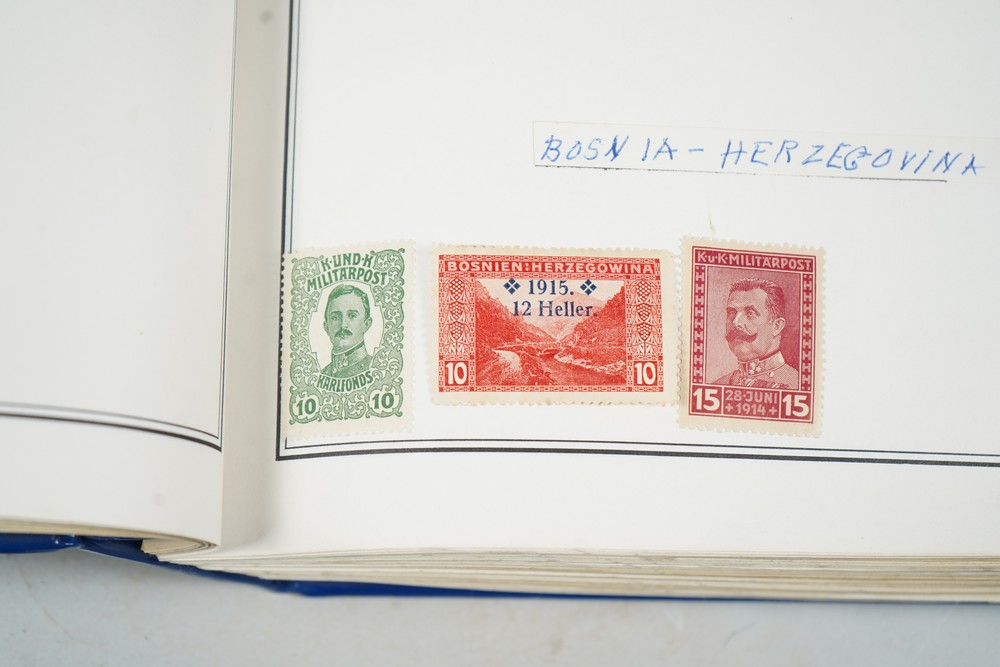 BOSNIA-HERZEGOVINA
K·UND·K
MILITÄRPOST
KARLFONDS
10 10
BOSNIEN:HERZEGOWINA
1915.
12 Heller.
10 10
K.u.K.MILITÄRPOST
15 28·JUNI 15
+1914+